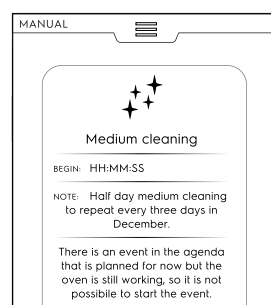 MANUAL
Medium cleaning
BEGIN: HH:MM:SS
NOTE: Half day medium cleaning
to repeat every three days in
December.
There is an event in the agenda
that is planned for now but the
oven is still working, so it is not
possibile to start the event.